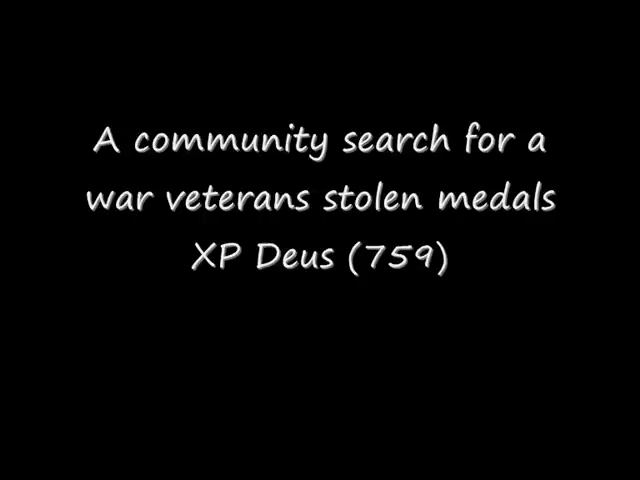 A community search for a
war veterans stolen medals
XP Deus (759)